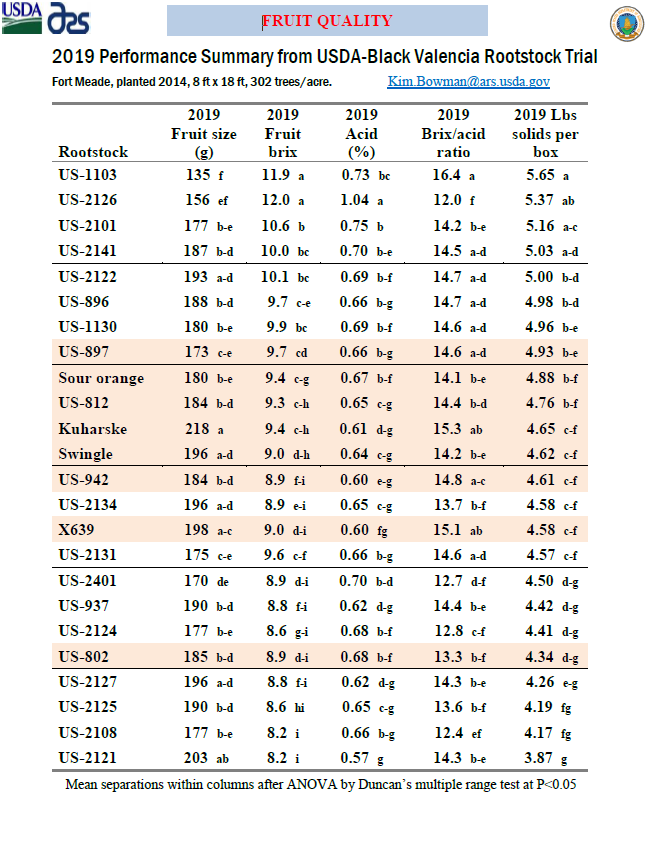 USDA
ars
FRUIT QUALITY
2019 Performance Summary from USDA-Black Valencia Rootstock Trial
Fort Meade, planted 2014, 8 ft x 18 ft, 302 trees/acre. Kim.Bowman@ars.usda.gov
2019 2019 2019 2019 2019 Lbs
Fruit size Fruit Acid Brix/acid solids per
Rootstock (g) brix (%) ratio box
US-1103 135 f 11.9 a 0.73 bc 16.4 a 5.65 a
US-2126 156 ef 12.0 a 1.04 a 12.0 f 5.37 ab
US-2101 177 b-e 10.6 b 0.75 b 14.2 b-e 5.16 a-c
US-2141 187 b-d 10.0 bc 0.70 b-e 14.5 a-d 5.03 a-d
US-2122 193 a-d 10.1 bc 0.69 b-f 14.7 a-d 5.00 b-d
US-896 188 b-d 9.7 c-e 0.66 b-g 14.7 a-d 4.98 b-d
US-1130 180 b-e 9.9 bc 0.69 b-f 14.6 a-d 4.96 b-e
US-897 173 c-e 9.7 cd 0.66 b-g 14.6 a-d 4.93 b-e
Sour orange 180 b-e 9.4 c-g 0.67 b-f 14.1 b-e 4.88 b-f
US-812 184 b-d 9.3 c-h 0.65 c-g 14.4 b-d 4.76 b-f
Kuharske 218 a 9.4 c-h 0.61 d-g 15.3 ab 4.65 c-f
Swingle 196 a-d 9.0 d-h 0.64 c-g 14.2 b-e 4.62 c-f
US-942 184 b-d 8.9 f-i 0.60 e-g 14.8 a-c 4.61 c-f
US-2134 196 a-d 8.9 e-i 0.65 c-g 13.7 b-f 4.58 c-f
X639 198 a-c 9.0 d-i 0.60 fg 15.1 ab 4.58 c-f
US-2131 175 c-e 9.6 c-f 0.66 b-g 14.6 a-d 4.57 c-f
US-2401 170 de 8.9 d-i 0.70 b-d 12.7 d-f 4.50 d-g
US-937 190 b-d 8.8 f-i 0.62 d-g 14.4 b-e 4.42 d-g
US-2124 177 b-e 8.6 g-i 0.68 b-f 12.8 c-f 4.41 d-g
US-802 185 b-d 8.9 d-i 0.68 b-f 13.3 b-f 4.34 d-g
US-2127 196 a-d 8.8 f-i 0.62 d-g 14.3 b-e 4.26 e-g
US-2125 190 b-d 8.6 hi 0.65 c-g 13.6 b-f 4.19 fg
US-2108 177 b-e 8.2 i 0.66 b-g 12.4 ef 4.17 fg
US-2121 203 ab 8.2 i 0.57 g 14.3 b-e 3.87 g
Mean separations within columns after ANOVA by Duncan's multiple range test at P<0.05